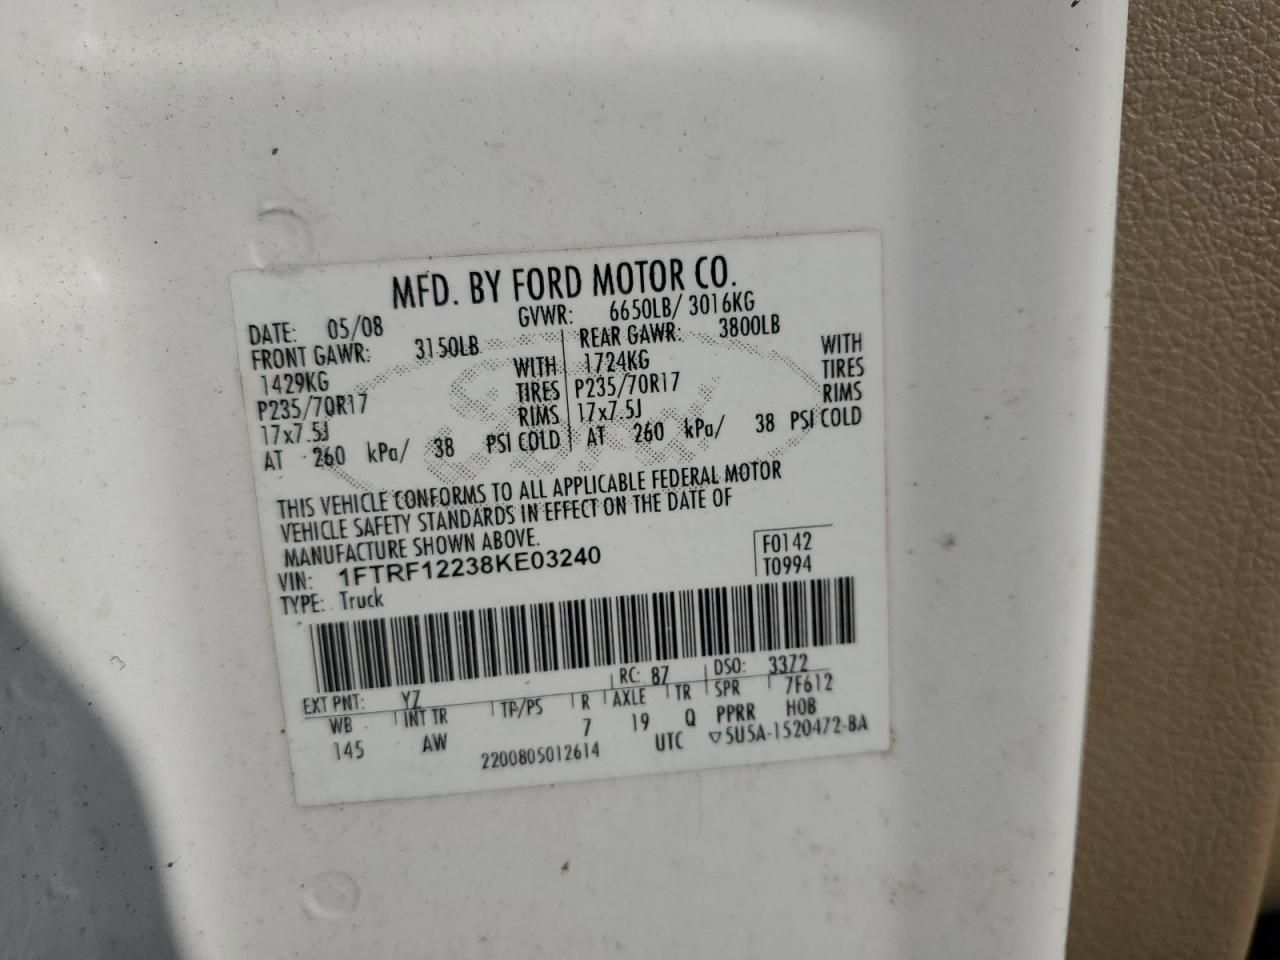 MFD. BY FORD MOTOR CO.
DATE: 05/08 GVWR: 6650LB/ 3016KG
FRONT GAWR: 3150LB REAR GAWR: 3800LB
1429KG WITH 1724KG WITH
P235/70R17 TIRES P235/70R17 TIRES
17x7.5J RIMS 17x7.5J RIMS
AT 260 kPa/ 38 PSI COLD AT 260 kPa/ 38 PSI COLD
THIS VEHICLE CONFORMS TO ALL APPLICABLE FEDERAL MOTOR
VEHICLE SAFETY STANDARDS IN EFFECT ON THE DATE OF
MANUFACTURE SHOWN ABOVE.
VIN: 1FTRF12238KE03240 F0142
TYPE: Truck T0994
EXT PNT: YZ RC: 87 DSO: 3372
WB INT TR TP/PS R AXLE TR SPR 7F612
145 AW 7 19 Q PPRR H0B
2200805012614 UTC ▽5U5A-1520472-BA